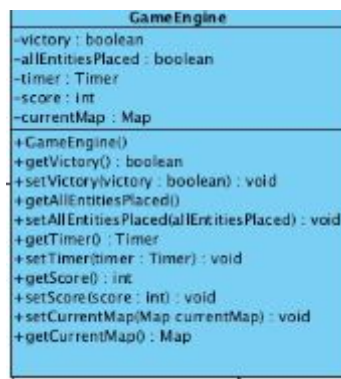 GameEngine
-victory : boolean
-allEntitiesPlaced : boolean
-timer : Timer
-score : int
-currentMap : Map
+GameEngine()
+getVictory() : boolean
+setVictory(victory : boolean) : void
+getAllEntitiesPlaced()
+setAllEntitiesPlaced(allEntitiesPlaced) : void
+getTimer() : Timer
+setTimer(timer : Timer) : void
+getScore() : int
+setScore(score : int) : void
+setCurrentMap(Map currentMap) : void
+getCurrentMap() : Map